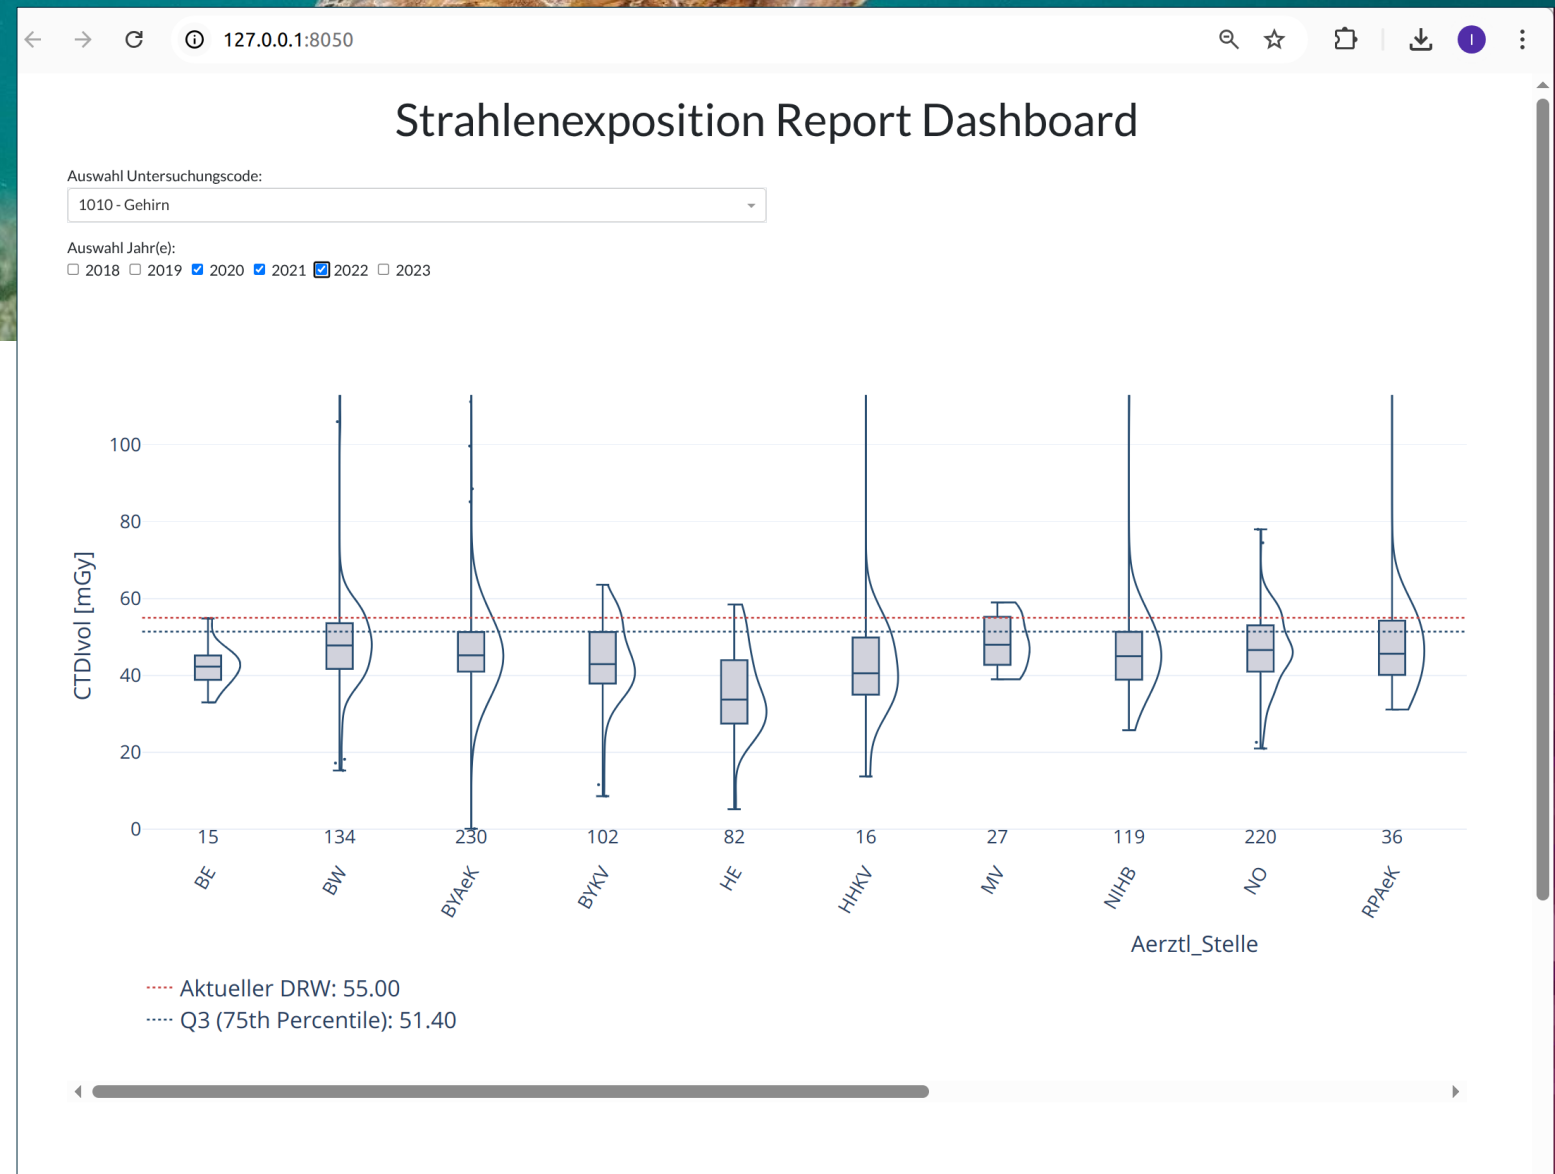 127.0.0.1:8050
I
Strahlenexposition Report Dashboard
Auswahl Untersuchungscode:
1010 - Gehirn
Auswahl Jahr(e):
2018 2019 2020 2021 2022 2023
100
80
60
40
20
0
CTDIvol [mGy]
15 134 230 102 82 16 27 119 220 36
BE BW BYAeK BYKV HE HHKV MV NIHB NO RPAeK
Aerztl_Stelle
Aktueller DRW: 55.00
Q3 (75th Percentile): 51.40